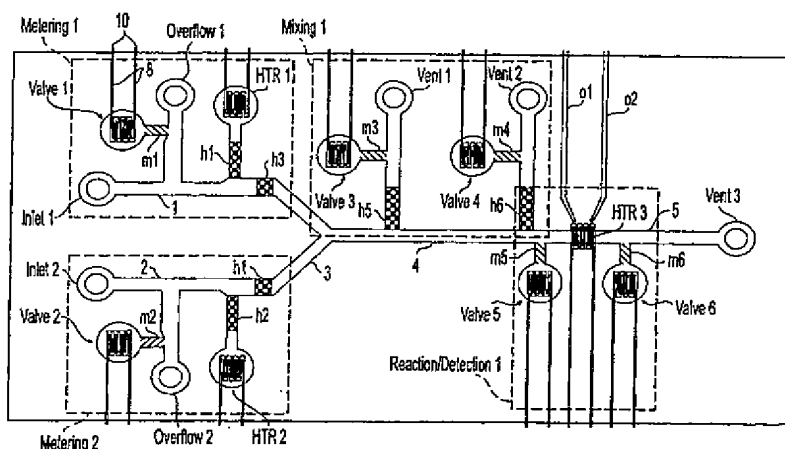 Metering 1
10
Overflow 1
Mixing 1
8
HTR 1
Vent 1
Vent 2
o1
o2
Valve 1
m1
m3
m4
h1
h3
Valve 3
h5
Valve 4
h6
HTR 3
5
Vent 3
Inlet 1
1
Inlet 2
2
h1
3
4
m5
m6
Valve 2
m2
h2
Valve 5
Valve 6
Reaction/Detection 1
Metering 2
Overflow 2
HTR 2